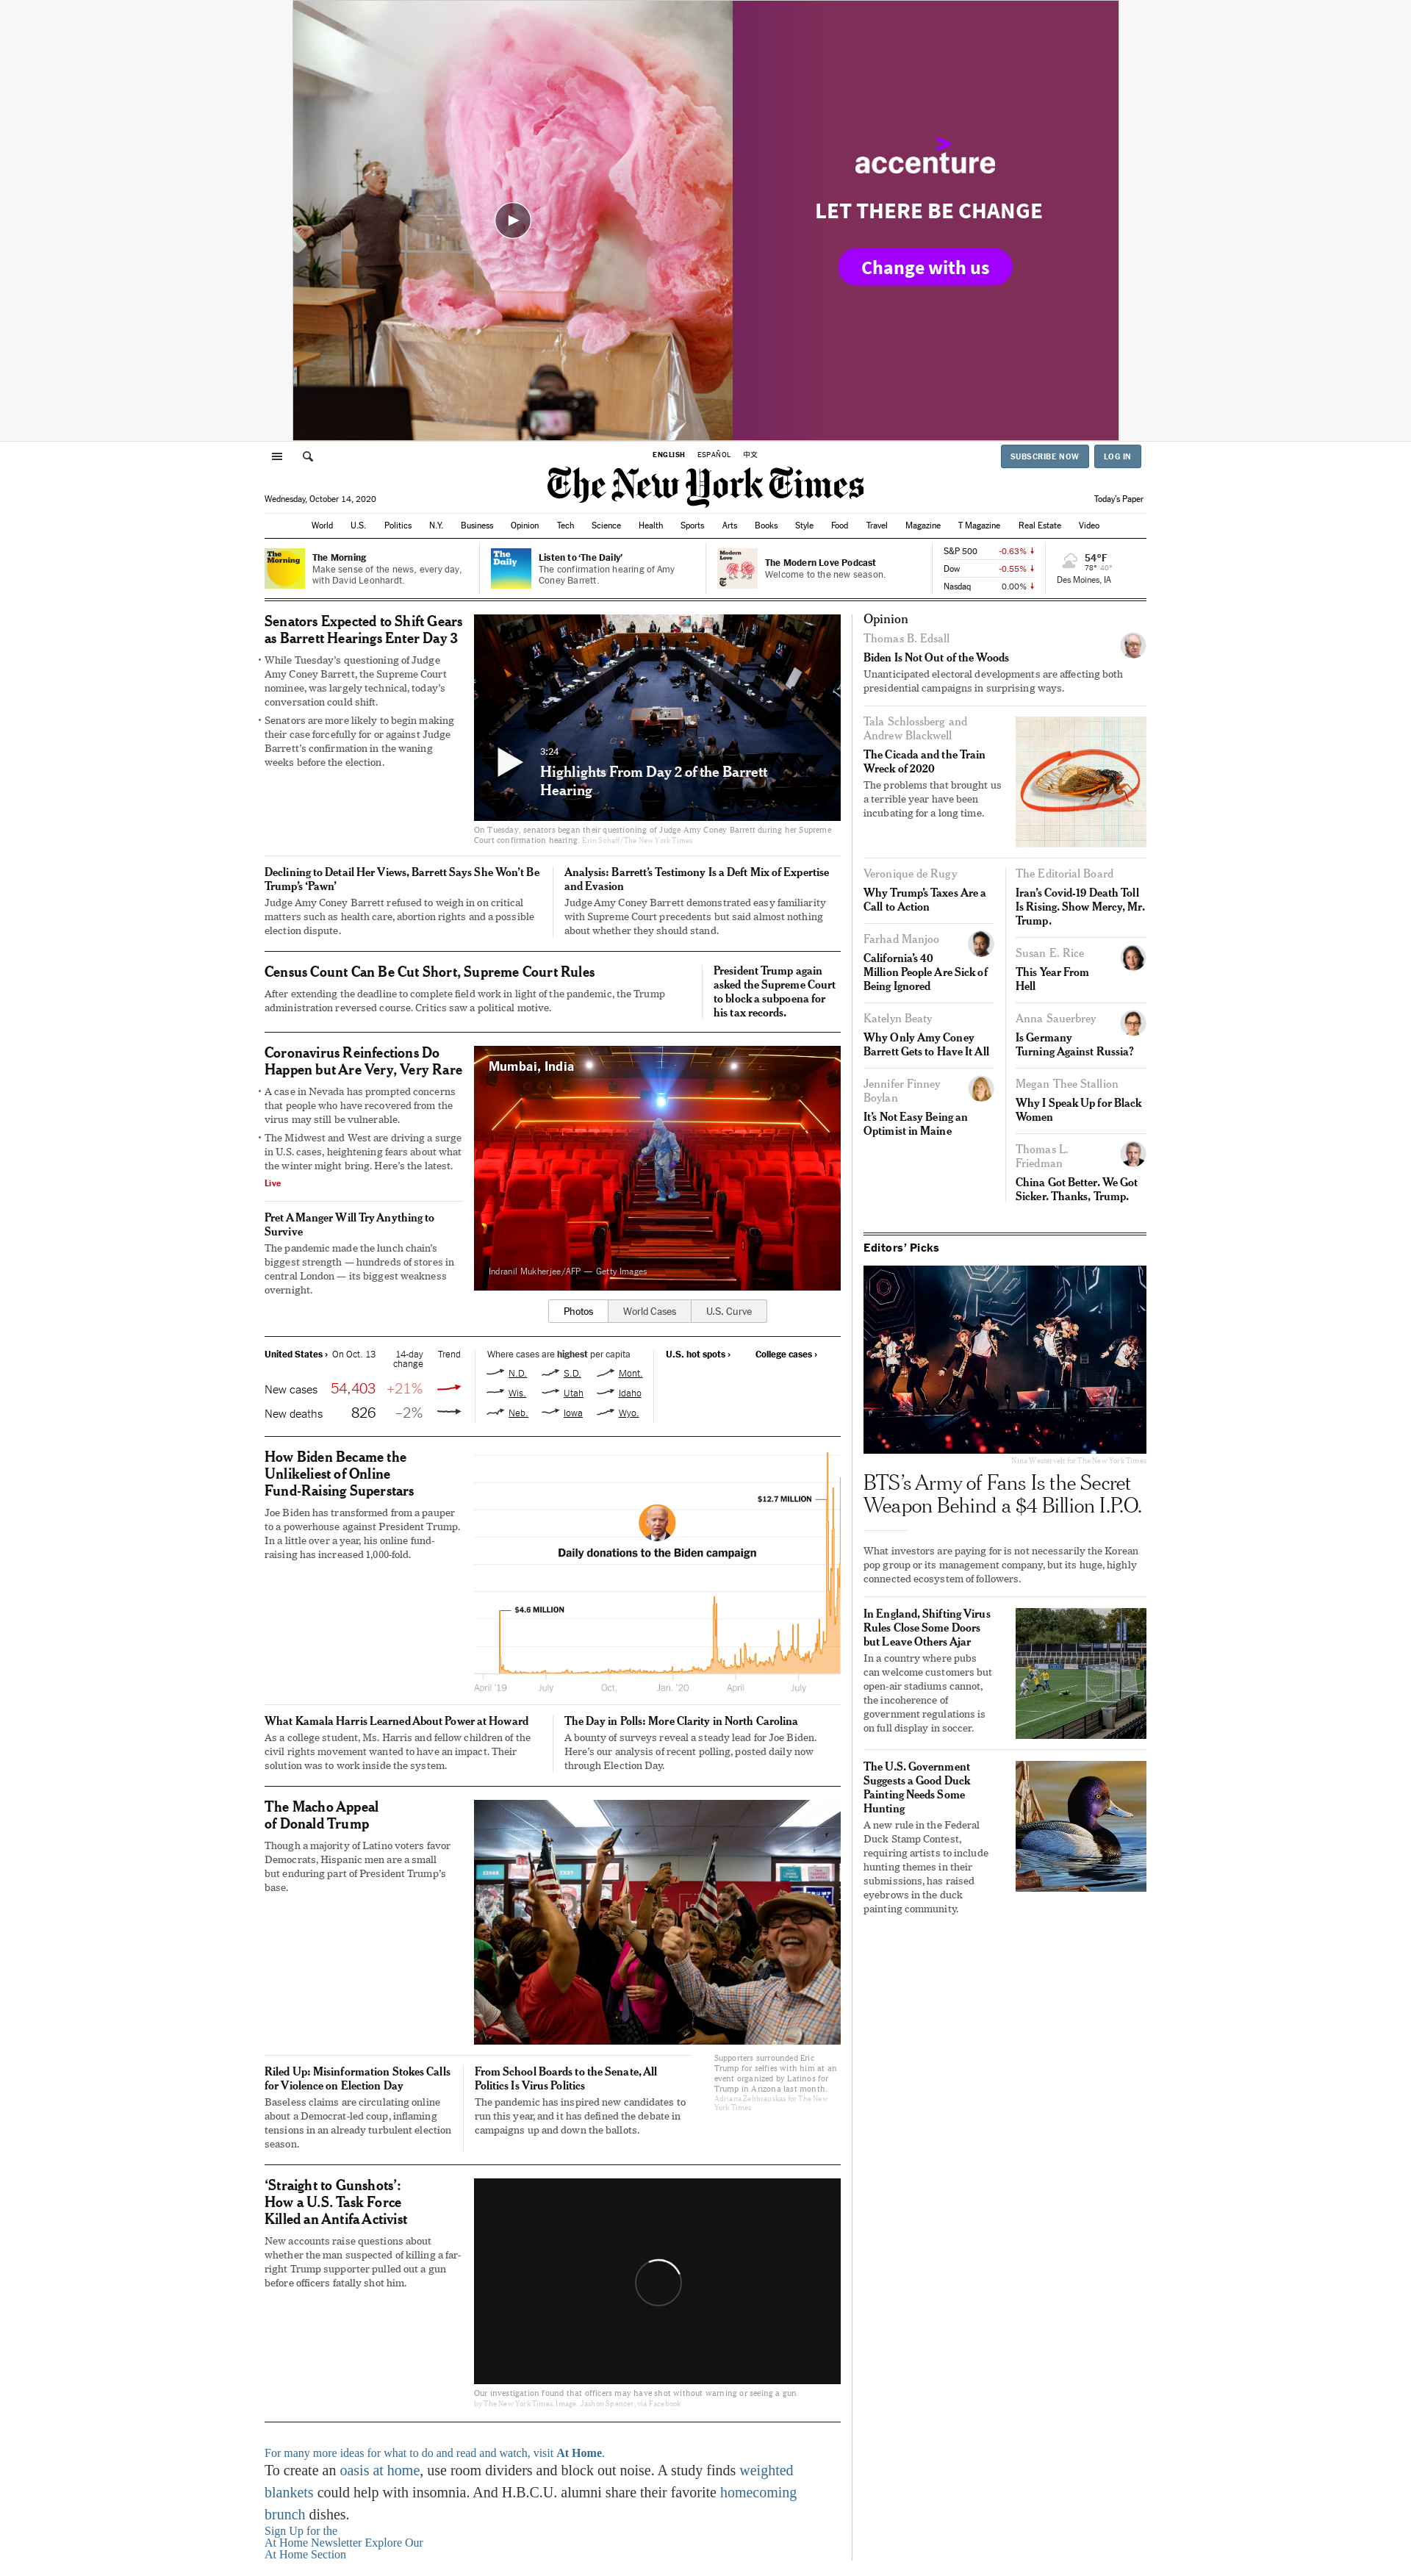 accenture
LET THERE BE CHANGE
Change with us
ENGLISH ESPAÑOL 中文
SUBSCRIBE NOW LOG IN
The New York Times
Wednesday, October 14, 2020
Today's Paper
World U.S. Politics N.Y. Business Opinion Tech Science Health Sports Arts Books Style Food Travel Magazine T Magazine Real Estate Video
The Morning
The Morning
Make sense of the news, every day,
with David Leonhardt.
The Daily
Listen to ‘The Daily’
The confirmation hearing of Amy
Coney Barrett.
Modern Love
The Modern Love Podcast
Welcome to the new season.
S&P 500 -0.63%
Dow -0.55%
Nasdaq 0.00%
54°F
78° 40°
Des Moines, IA
Senators Expected to Shift Gears
as Barrett Hearings Enter Day 3
• While Tuesday’s questioning of Judge
Amy Coney Barrett, the Supreme Court
nominee, was largely technical, today’s
conversation could shift.
• Senators are more likely to begin making
their case forcefully for or against Judge
Barrett’s confirmation in the waning
weeks before the election.
3:24
Highlights From Day 2 of the Barrett
Hearing
On Tuesday, senators began their questioning of Judge Amy Coney Barrett during her Supreme
Court confirmation hearing. Erin Schaff/The New York Times
Declining to Detail Her Views, Barrett Says She Won’t Be
Trump’s ‘Pawn’
Judge Amy Coney Barrett refused to weigh in on critical
matters such as health care, abortion rights and a possible
election dispute.
Analysis: Barrett’s Testimony Is a Deft Mix of Expertise
and Evasion
Judge Amy Coney Barrett demonstrated easy familiarity
with Supreme Court precedents but said almost nothing
about whether they should stand.
Census Count Can Be Cut Short, Supreme Court Rules
After extending the deadline to complete field work in light of the pandemic, the Trump
administration reversed course. Critics saw a political motive.
President Trump again
asked the Supreme Court
to block a subpoena for
his tax records.
Coronavirus Reinfections Do
Happen but Are Very, Very Rare
• A case in Nevada has prompted concerns
that people who have recovered from the
virus may still be vulnerable.
• The Midwest and West are driving a surge
in U.S. cases, heightening fears about what
the winter might bring. Here’s the latest.
Live
Pret A Manger Will Try Anything to
Survive
The pandemic made the lunch chain’s
biggest strength — hundreds of stores in
central London — its biggest weakness
overnight.
Mumbai, India
Indranil Mukherjee/AFP — Getty Images
Photos World Cases U.S. Curve
United States › On Oct. 13 14-day Trend
change
New cases 54,403 +21%
New deaths 826 –2%
Where cases are highest per capita
N.D. S.D. Mont.
Wis. Utah Idaho
Neb. Iowa Wyo.
U.S. hot spots › College cases ›
How Biden Became the
Unlikeliest of Online
Fund-Raising Superstars
Joe Biden has transformed from a pauper
to a powerhouse against President Trump.
In a little over a year, his online fund-
raising has increased 1,000-fold.
$12.7 MILLION
Daily donations to the Biden campaign
$4.6 MILLION
April ’19 July Oct. Jan. ’20 April July
What Kamala Harris Learned About Power at Howard
As a college student, Ms. Harris and fellow children of the
civil rights movement wanted to have an impact. Their
solution was to work inside the system.
The Day in Polls: More Clarity in North Carolina
A bounty of surveys reveal a steady lead for Joe Biden.
Here’s our analysis of recent polling, posted daily now
through Election Day.
The Macho Appeal
of Donald Trump
Though a majority of Latino voters favor
Democrats, Hispanic men are a small
but enduring part of President Trump’s
base.
Supporters surrounded Eric
Trump for selfies with him at an
event organized by Latinos for
Trump in Arizona last month.
Adriana Zehbrauskas for The New
York Times
Riled Up: Misinformation Stokes Calls
for Violence on Election Day
Baseless claims are circulating online
about a Democrat-led coup, inflaming
tensions in an already turbulent election
season.
From School Boards to the Senate, All
Politics Is Virus Politics
The pandemic has inspired new candidates to
run this year, and it has defined the debate in
campaigns up and down the ballots.
‘Straight to Gunshots’:
How a U.S. Task Force
Killed an Antifa Activist
New accounts raise questions about
whether the man suspected of killing a far-
right Trump supporter pulled out a gun
before officers fatally shot him.
Our investigation found that officers may have shot without warning or seeing a gun.
by The New York Times. Image: Jashon Spencer, via Facebook
For many more ideas for what to do and read and watch, visit At Home.
To create an oasis at home, use room dividers and block out noise. A study finds weighted
blankets could help with insomnia. And H.B.C.U. alumni share their favorite homecoming
brunch dishes.
Sign Up for the
At Home Newsletter Explore Our
At Home Section
Opinion
Thomas B. Edsall
Biden Is Not Out of the Woods
Unanticipated electoral developments are affecting both
presidential campaigns in surprising ways.
Tala Schlossberg and
Andrew Blackwell
The Cicada and the Train
Wreck of 2020
The problems that brought us
a terrible year have been
incubating for a long time.
Veronique de Rugy
Why Trump’s Taxes Are a
Call to Action
Farhad Manjoo
California’s 40
Million People Are Sick of
Being Ignored
Katelyn Beaty
Why Only Amy Coney
Barrett Gets to Have It All
Jennifer Finney
Boylan
It’s Not Easy Being an
Optimist in Maine
The Editorial Board
Iran’s Covid-19 Death Toll
Is Rising. Show Mercy, Mr.
Trump.
Susan E. Rice
This Year From
Hell
Anna Sauerbrey
Is Germany
Turning Against Russia?
Megan Thee Stallion
Why I Speak Up for Black
Women
Thomas L.
Friedman
China Got Better. We Got
Sicker. Thanks, Trump.
Editors’ Picks
Nina Westervelt for The New York Times
BTS’s Army of Fans Is the Secret
Weapon Behind a $4 Billion I.P.O.
What investors are paying for is not necessarily the Korean
pop group or its management company, but its huge, highly
connected ecosystem of followers.
In England, Shifting Virus
Rules Close Some Doors
but Leave Others Ajar
In a country where pubs
can welcome customers but
open-air stadiums cannot,
the incoherence of
government regulations is
on full display in soccer.
The U.S. Government
Suggests a Good Duck
Painting Needs Some
Hunting
A new rule in the Federal
Duck Stamp Contest,
requiring artists to include
hunting themes in their
submissions, has raised
eyebrows in the duck
painting community.